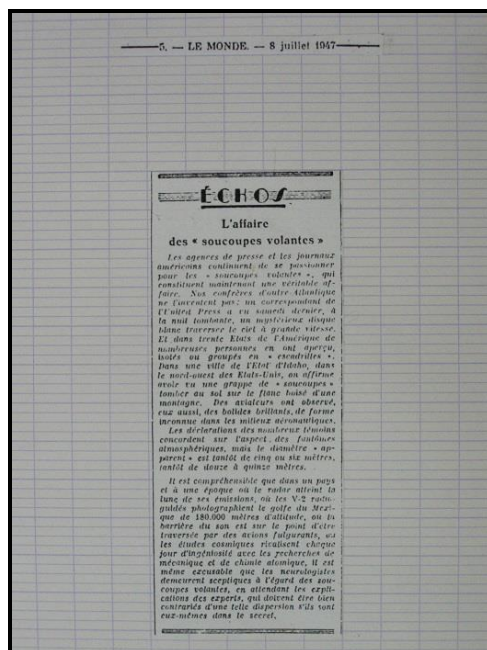 5. — LE MONDE. — 8 juillet 1947
ÉCHOS
L'affaire
des « soucoupes volantes »
Les agences de presse et les journaux
américains continuent de se passionner
pour les « soucoupes volantes », qui
constituent maintenant une véritable af-
faire. Nos confrères d'outre-Atlantique
ne l'inventent pas : un correspondant de
l'United Press a vu samedi dernier, à
la nuit tombante, un mystérieux disque
blanc traverser le ciel à grande vitesse.
Et dans trente Etats de l'Amérique de
nombreuses personnes en ont aperçu,
isolés ou groupés en « escadrilles ».
Dans une ville de l'Etat d'Idaho, dans
le nord-ouest des Etats-Unis, on affirme
avoir vu une grappe de « soucoupes »
tomber au sol sur le flanc boisé d'une
montagne. Des aviateurs ont observé,
eux aussi, des bolides brillants, de forme
inconnue dans les milieux aéronautiques.
Les déclarations des nombreux témoins
concordent sur l'aspect des fantômes
atmosphériques, mais le diamètre « ap-
parent » est tantôt de cinq ou six mètres,
tantôt de douze à quinze mètres.
Il est compréhensible que dans un pays
et à une époque où le radar atteint la
lune de ses émissions, où les V-2 radio-
guidés photographient le golfe du Mexi-
que de 180.000 mètres d'altitude, où la
barrière du son est sur le point d'être
traversée par des avions fulgurants, où
les études cosmiques rivalisent chaque
jour d'ingéniosité avec les recherches de
mécanique et de chimie atomique, il est
même excusable que les neurologistes
demeurent sceptiques à l'égard des sou-
coupes volantes, en attendant les expli-
cations des experts, qui doivent être bien
contrariés d'une telle dispersion s'ils sont
eux-mêmes dans le secret.